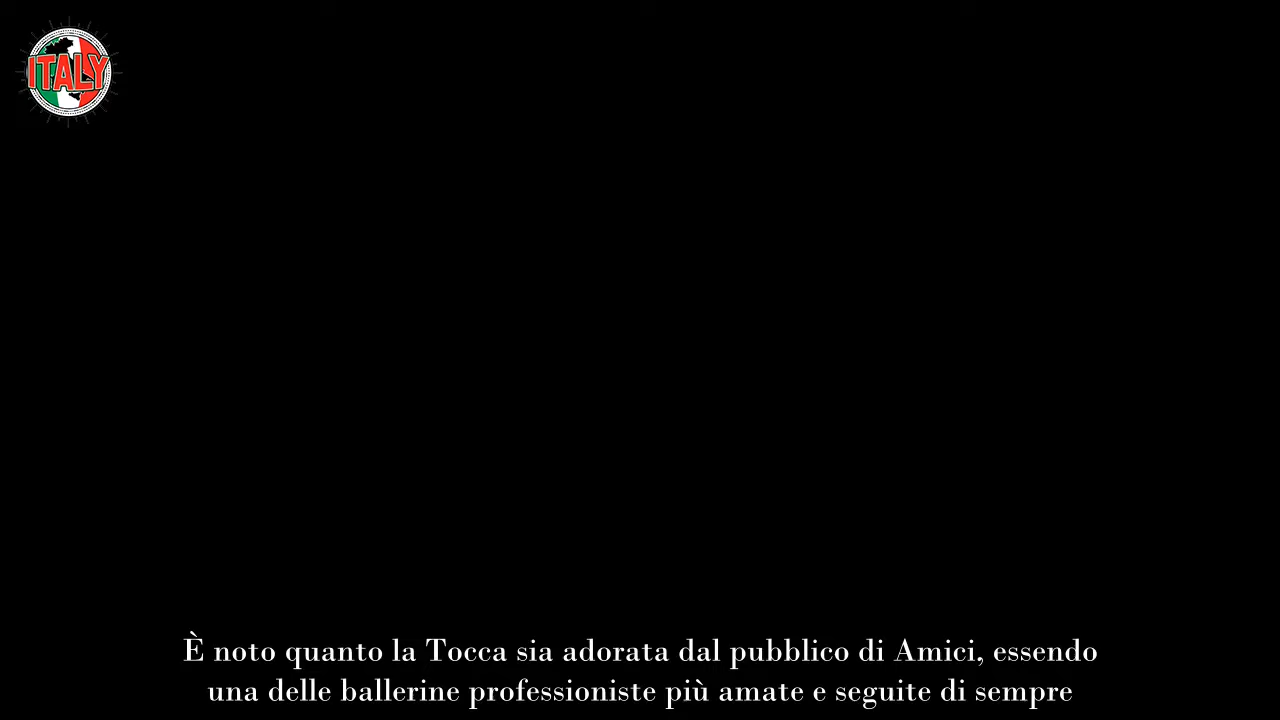 ITALY
È noto quanto la Tocca sia adorata dal pubblico di Amici, essendo
una delle ballerine professioniste più amate e seguite di sempre